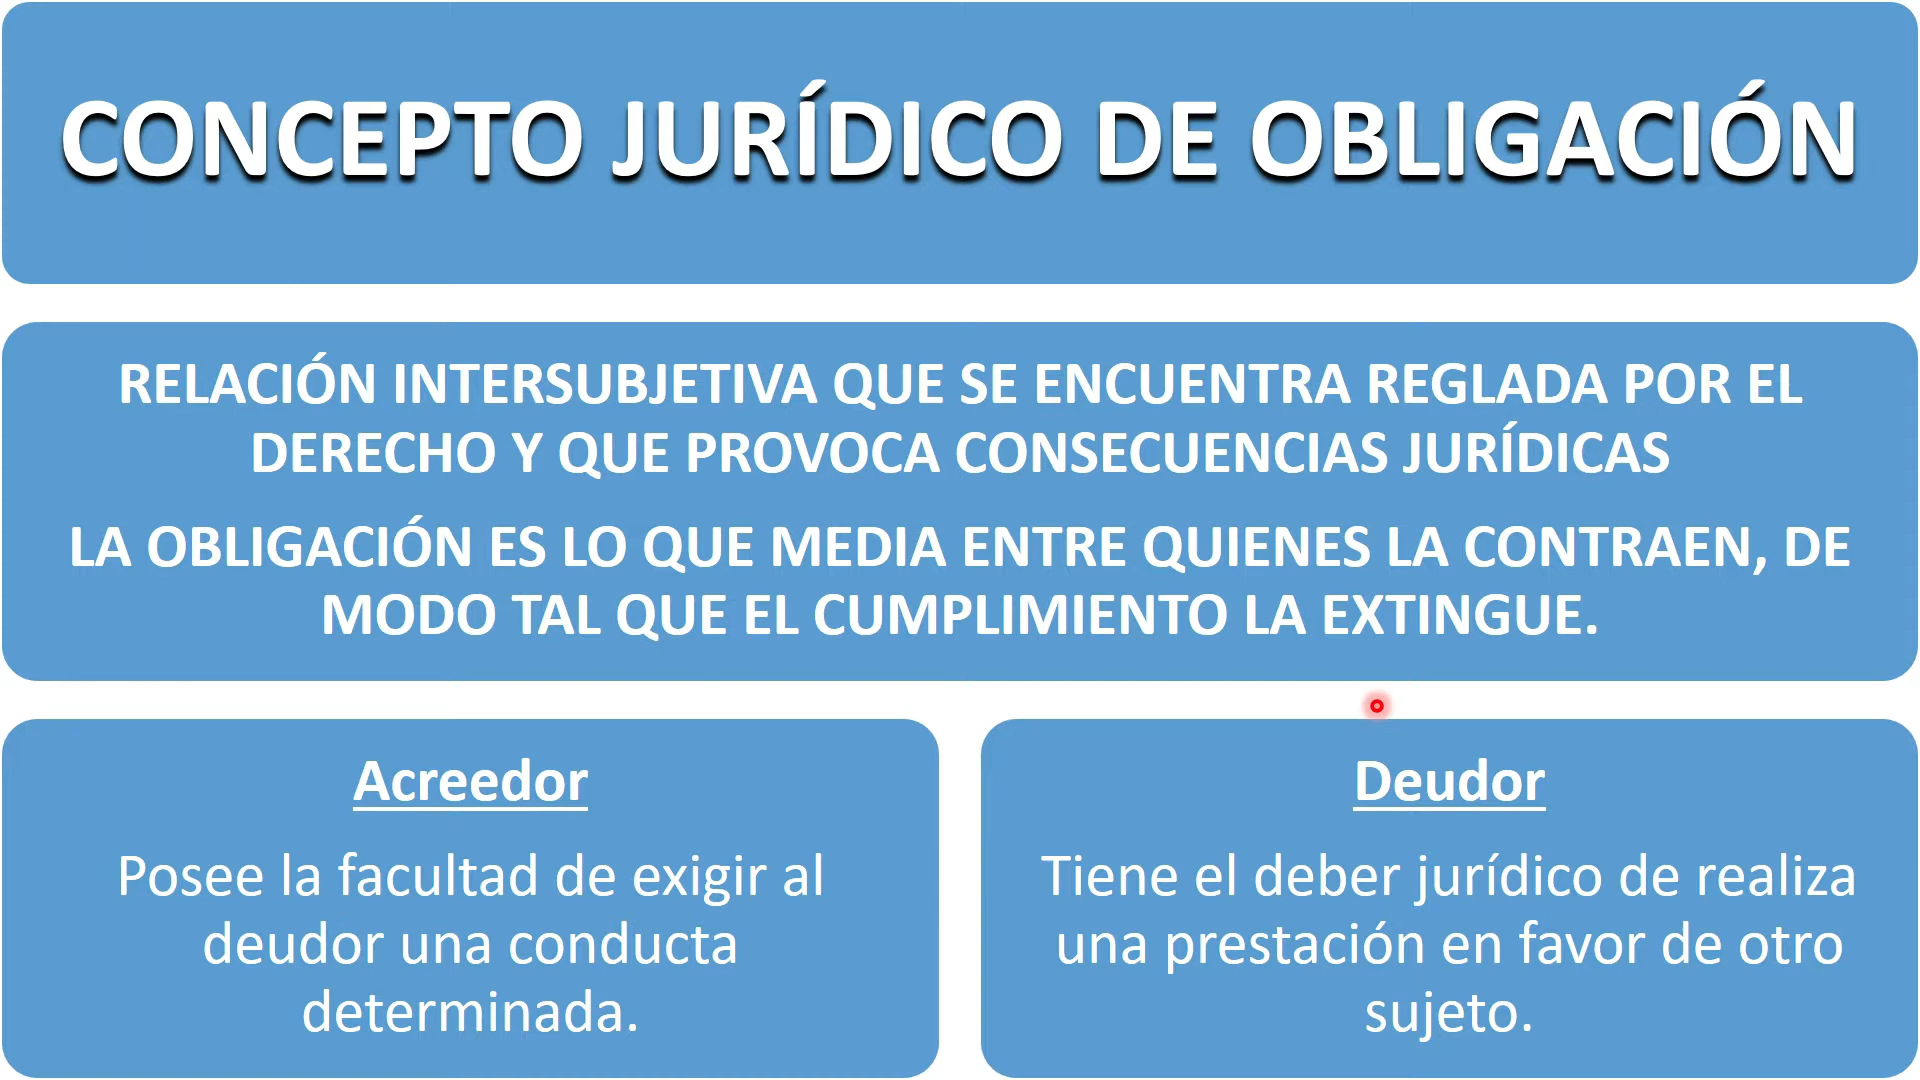 CONCEPTO JURÍDICO DE OBLIGACIÓN
RELACIÓN INTERSUBJETIVA QUE SE ENCUENTRA REGLADA POR EL
DERECHO Y QUE PROVOCA CONSECUENCIAS JURÍDICAS
LA OBLIGACIÓN ES LO QUE MEDIA ENTRE QUIENES LA CONTRAEN, DE
MODO TAL QUE EL CUMPLIMIENTO LA EXTINGUE.
Acreedor
Posee la facultad de exigir al
deudor una conducta
determinada.
Deudor
Tiene el deber jurídico de realiza
una prestación en favor de otro
sujeto.